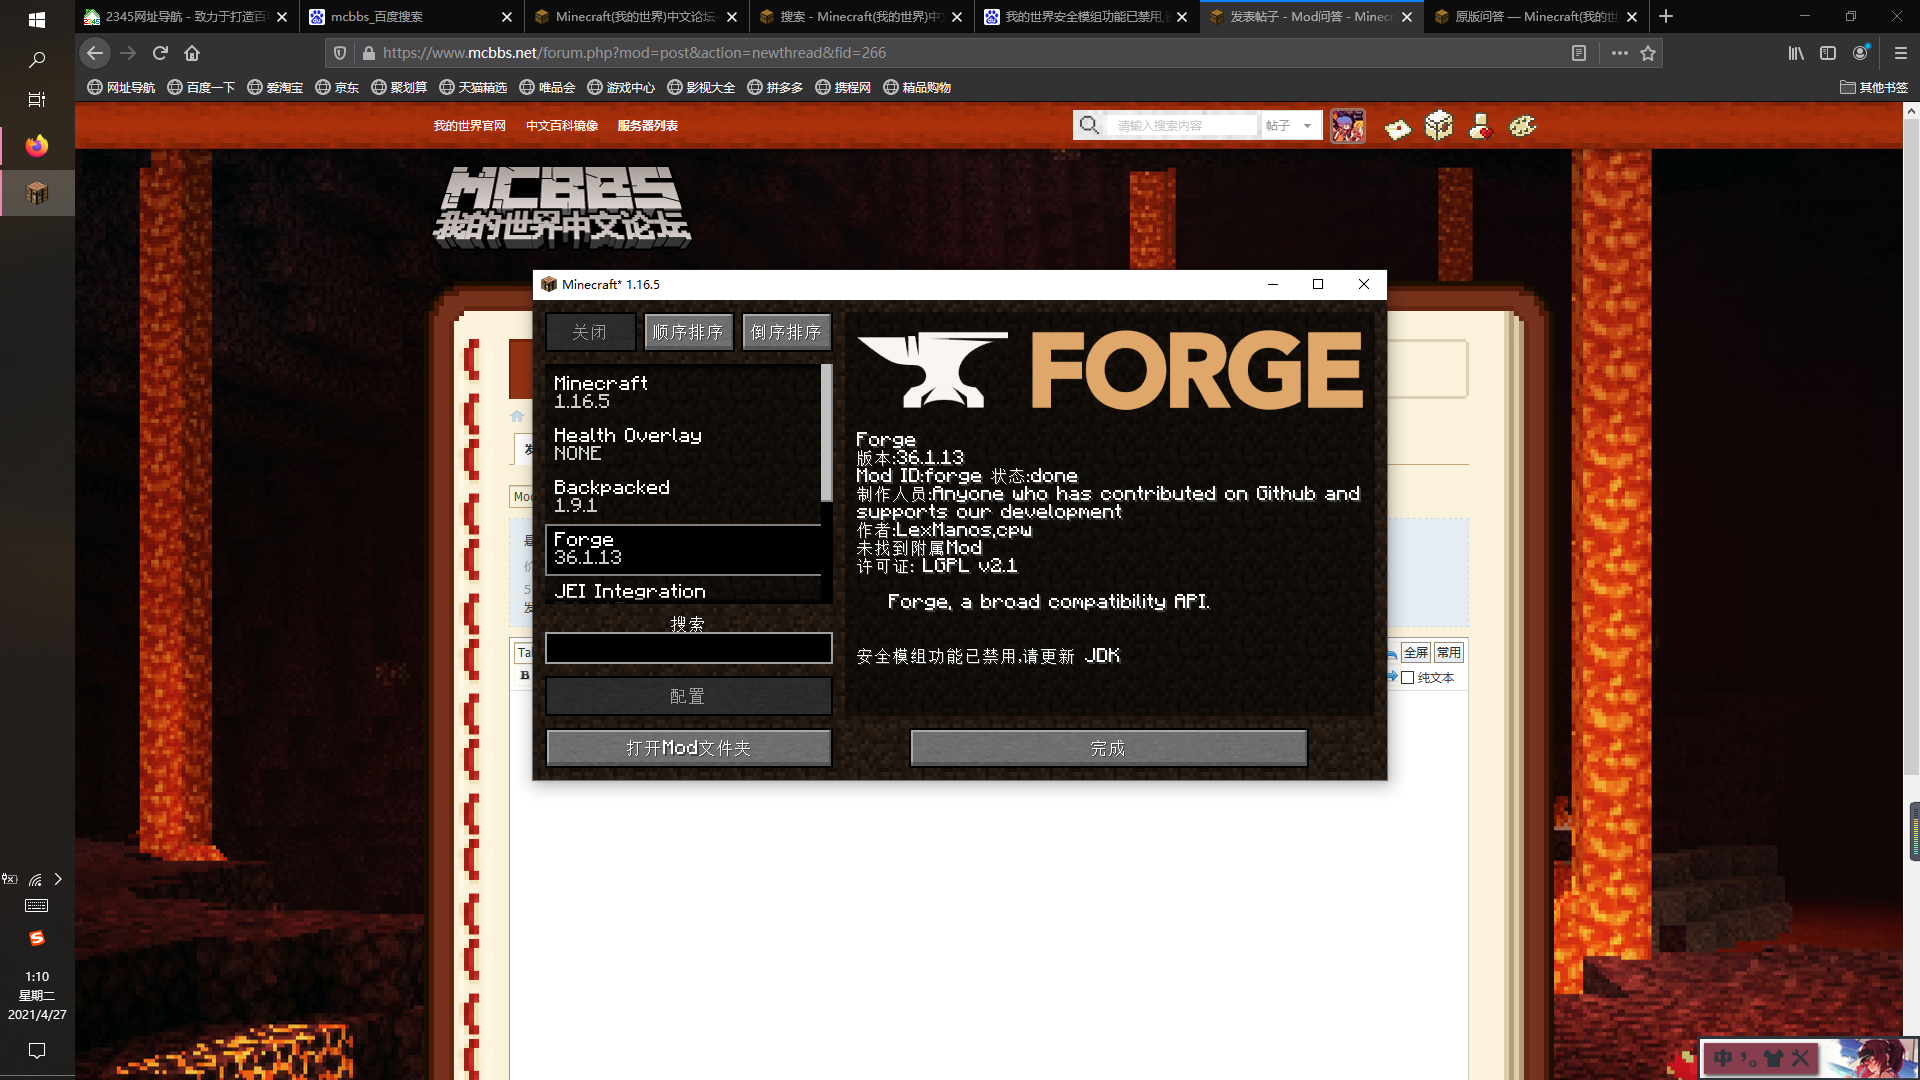 2345网址导航 - 致力于打造百年
mcbbs_百度搜索
Minecraft(我的世界)中文论坛
搜索 - Minecraft(我的世界)中
我的世界安全模组功能已禁用,
发表帖子 - Mod问答 - Minecr
原版问答 — Minecraft(我的世
https://www.mcbbs.net/forum.php?mod=post&action=newthread&fid=266
网址导航
百度一下
爱淘宝
京东
聚划算
天猫精选
唯品会
游戏中心
影视大全
拼多多
携程网
精品购物
其他书签
我的世界官网
中文百科镜像
服务器列表
请输入搜索内容
帖子
MCBBS
我的世界中文论坛
Minecraft* 1.16.5
关闭
顺序排序
倒序排序
Minecraft
1.16.5
Health Overlay
NONE
Backpacked
1.9.1
Forge
36.1.13
JEI Integration
搜索
配置
打开Mod文件夹
FORGE
Forge
版本:36.1.13
Mod ID:forge 状态:done
制作人员:Anyone who has contributed on Github and
supports our development
作者:LexManos,cpw
未找到附属Mod
许可证: LGPL v2.1
Forge, a broad compatibility API.
安全模组功能已禁用,请更新 JDK
完成
发
Mod
5
发
Tal
B
全屏
常用
纯文本
1:10
星期二
2021/4/27
中